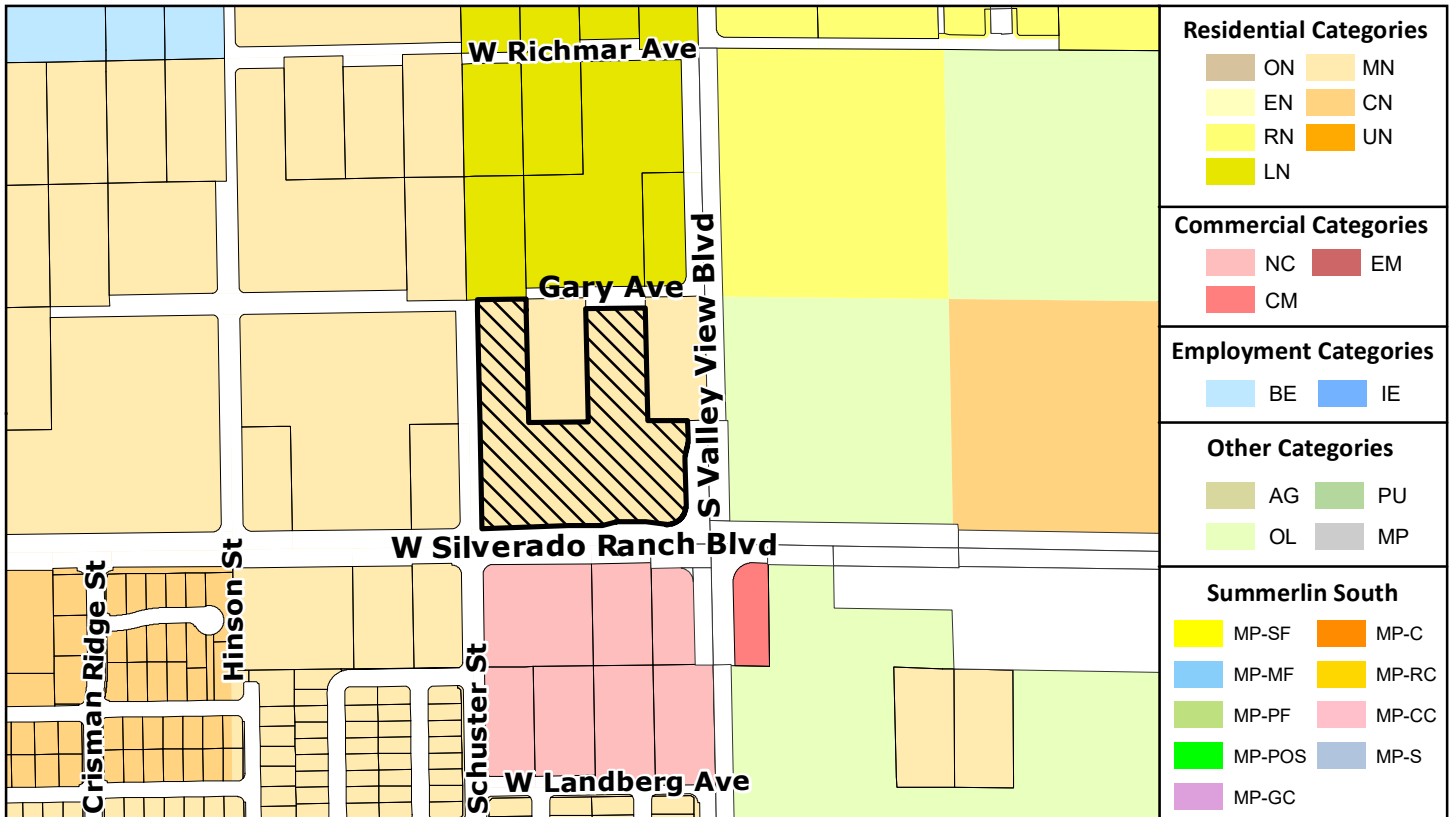 W Richmar Ave
Gary Ave
S Valley View Blvd
W Silverado Ranch Blvd
Crisman Ridge St
Hinson St
Schuster St
W Landberg Ave
Residential Categories
ON MN
EN CN
RN UN
LN
Commercial Categories
NC EM
CM
Employment Categories
BE IE
Other Categories
AG PU
OL MP
Summerlin South
MP-SF MP-C
MP-MF MP-RC
MP-PF MP-CC
MP-POS MP-S
MP-GC